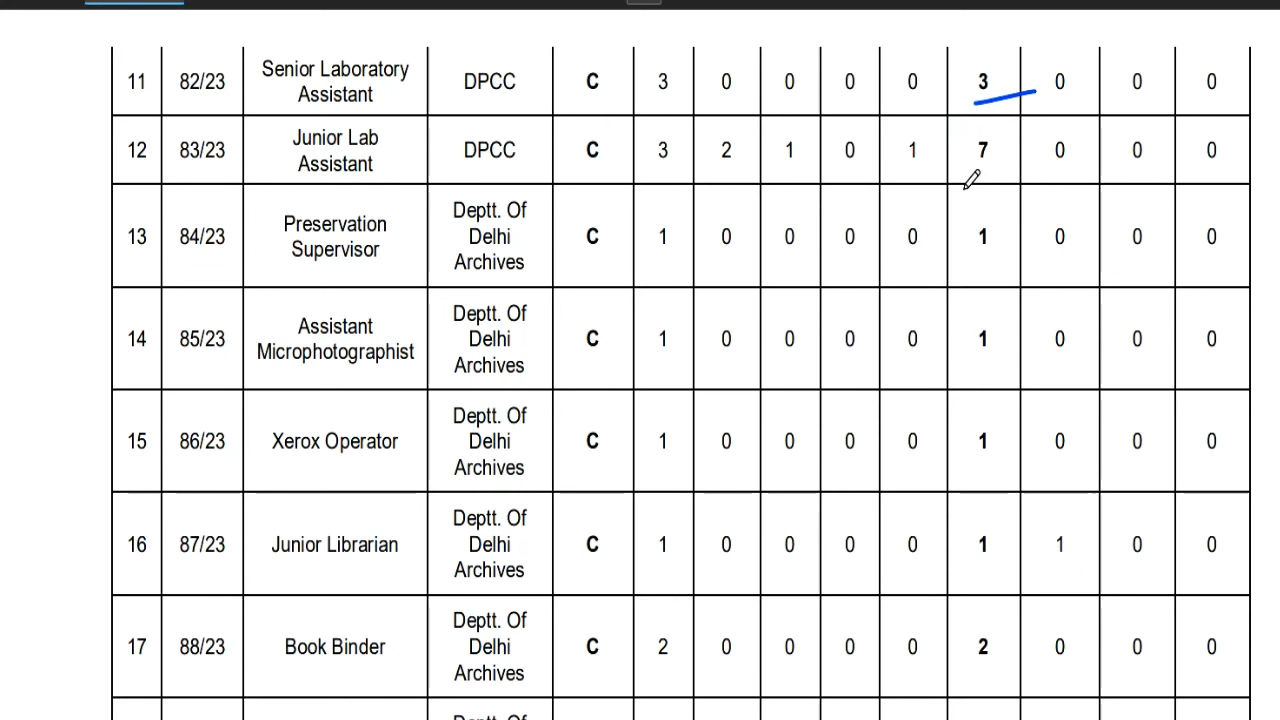 11 82/23 Senior Laboratory Assistant DPCC C 3 0 0 0 0 3 0 0 0
12 83/23 Junior Lab Assistant DPCC C 3 2 1 0 1 7 0 0 0
13 84/23 Preservation Supervisor Deptt. Of Delhi Archives C 1 0 0 0 0 1 0 0 0
14 85/23 Assistant Microphotographist Deptt. Of Delhi Archives C 1 0 0 0 0 1 0 0 0
15 86/23 Xerox Operator Deptt. Of Delhi Archives C 1 0 0 0 0 1 0 0 0
16 87/23 Junior Librarian Deptt. Of Delhi Archives C 1 0 0 0 0 1 1 0 0
17 88/23 Book Binder Deptt. Of Delhi Archives C 2 0 0 0 0 2 0 0 0
Deptt. Of